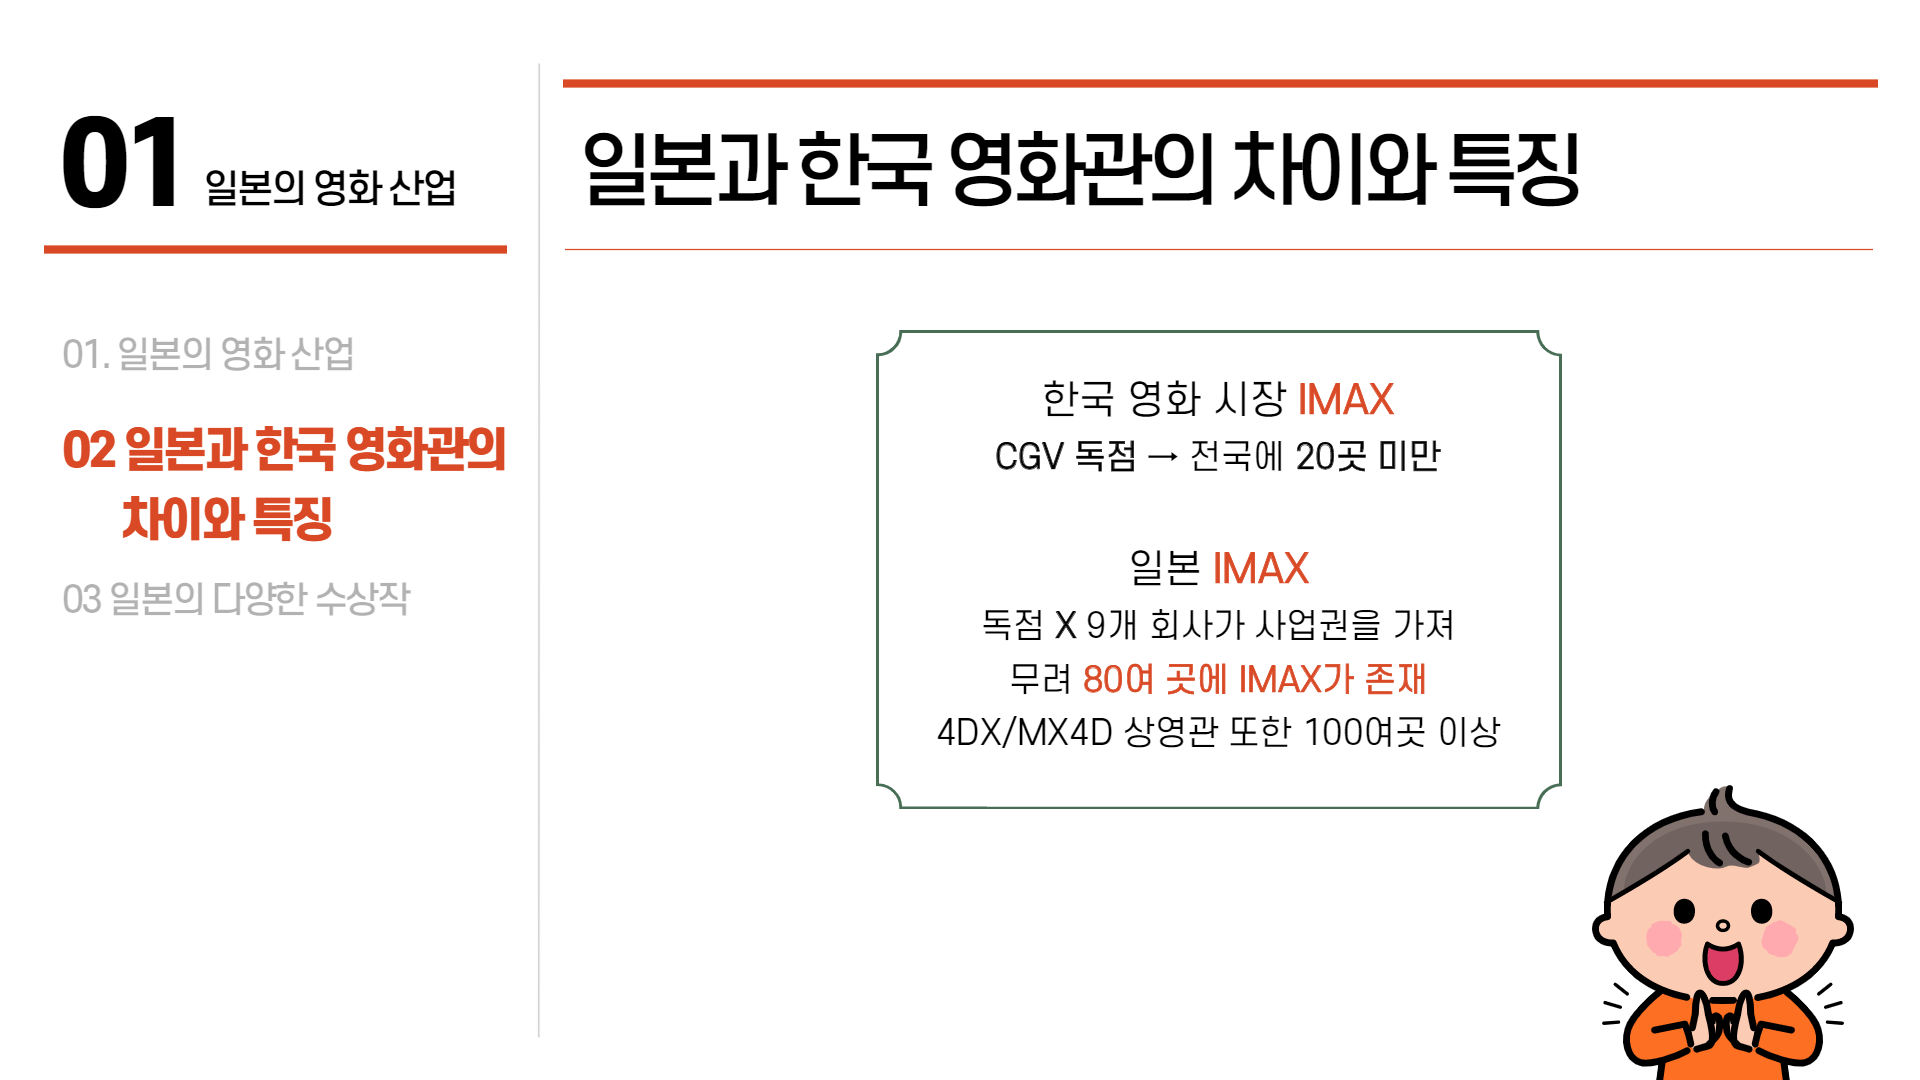 01 일본의 영화 산업
01. 일본의 영화 산업
02 일본과 한국 영화관의
차이와 특징
03 일본의 다양한 수상작
일본과 한국 영화관의 차이와 특징
한국 영화 시장 IMAX
CGV 독점 → 전국에 20곳 미만
일본 IMAX
독점 X 9개 회사가 사업권을 가져
무려 80여 곳에 IMAX가 존재
4DX/MX4D 상영관 또한 100여곳 이상